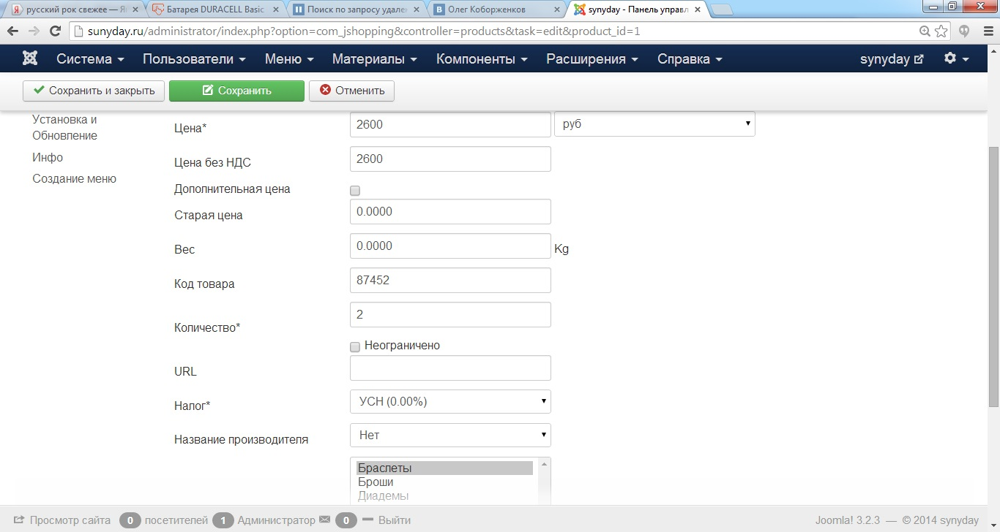 русский рок свежее — Ян
Батарея DURACELL Basic
Поиск по запросу удале
Олег Коборженков
synyday - Панель управл
sunyday.ru/administrator/index.php?option=com_jshopping&controller=products&task=edit&product_id=1
Система Пользователи Меню Материалы Компоненты Расширения Справка synyday
Сохранить и закрыть Сохранить Отменить
Установка и
Обновление
Инфо
Создание меню
Цена* 2600 руб
Цена без НДС 2600
Дополнительная цена
Старая цена 0.0000
Вес 0.0000 Kg
Код товара 87452
Количество* 2
Неограничено
URL
Налог* УСН (0.00%)
Название производителя Нет
Браслеты
Броши
Диадемы
Просмотр сайта 0 посетителей 1 Администратор 0 Выйти Joomla! 3.2.3 — © 2014 synyday